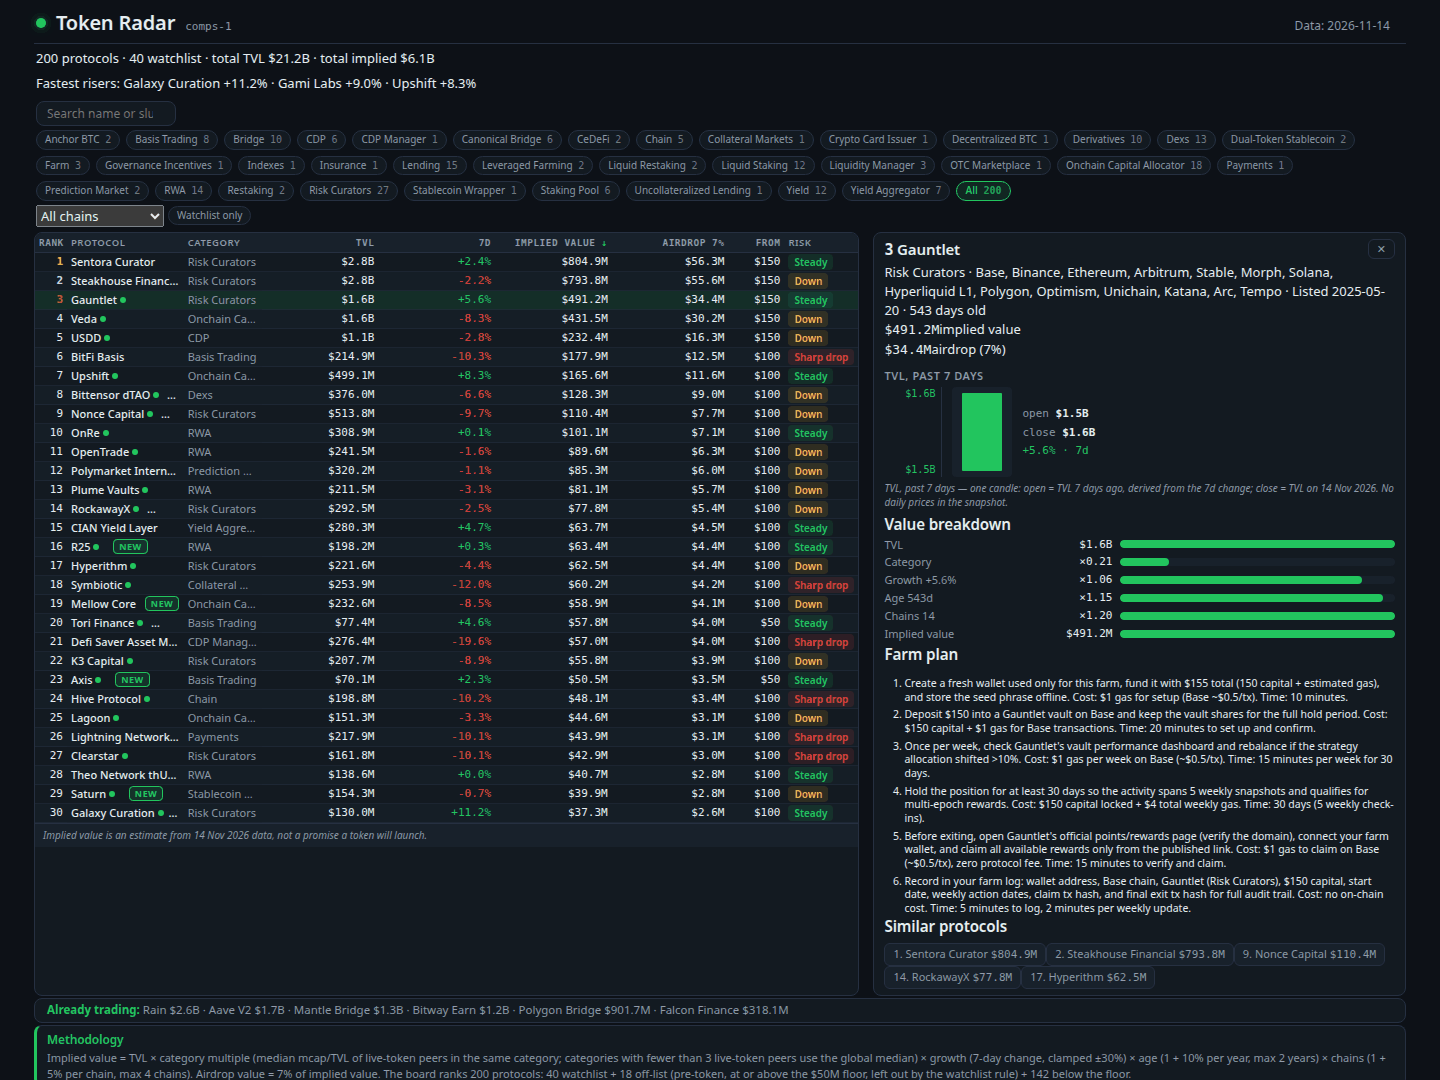 Token Radar comps-1
Data: 2026-11-14
200 protocols · 40 watchlist · total TVL $21.2B · total implied $6.1B
Fastest risers: Galaxy Curation +11.2% · Gami Labs +9.0% · Upshift +8.3%
Search name or slu
Anchor BTC 2 Basis Trading 8 Bridge 10 CDP 6 CDP Manager 1 Canonical Bridge 6 CeDeFi 2 Chain 5 Collateral Markets 1 Crypto Card Issuer 1 Decentralized BTC 1 Derivatives 10 Dexs 13 Dual-Token Stablecoin 2
Farm 3 Governance Incentives 1 Indexes 1 Insurance 1 Lending 15 Leveraged Farming 2 Liquid Restaking 2 Liquid Staking 12 Liquidity Manager 3 OTC Marketplace 1 Onchain Capital Allocator 18 Payments 1
Prediction Market 2 RWA 14 Restaking 2 Risk Curators 27 Stablecoin Wrapper 1 Staking Pool 6 Uncollateralized Lending 1 Yield 12 Yield Aggregator 7 All 200
All chains Watchlist only
RANK PROTOCOL CATEGORY TVL 7D IMPLIED VALUE ↓ AIRDROP 7% FROM RISK
1 Sentora Curator Risk Curators $2.8B +2.4% $804.9M $56.3M $150 Steady
2 Steakhouse Financ... Risk Curators $2.8B -2.2% $793.8M $55.6M $150 Down
3 Gauntlet Risk Curators $1.6B +5.6% $491.2M $34.4M $150 Steady
4 Veda Onchain Ca... $1.6B -8.3% $431.5M $30.2M $150 Down
5 USDD CDP $1.1B -2.8% $232.4M $16.3M $150 Down
6 BitFi Basis Basis Trading $214.9M -10.3% $177.9M $12.5M $100 Sharp drop
7 Upshift Onchain Ca... $499.1M +8.3% $165.6M $11.6M $100 Steady
8 Bittensor dTAO ... Dexs $376.0M -6.6% $128.3M $9.0M $100 Down
9 Nonce Capital ... Risk Curators $513.8M -9.7% $110.4M $7.7M $100 Down
10 OnRe RWA $308.9M +0.1% $101.1M $7.1M $100 Steady
11 OpenTrade RWA $241.5M -1.6% $89.6M $6.3M $100 Down
12 Polymarket Intern... Prediction ... $320.2M -1.1% $85.3M $6.0M $100 Down
13 Plume Vaults RWA $211.5M -3.1% $81.1M $5.7M $100 Down
14 RockawayX ... Risk Curators $292.5M -2.5% $77.8M $5.4M $100 Down
15 CIAN Yield Layer Yield Aggre... $280.3M +4.7% $63.7M $4.5M $100 Steady
16 R25 NEW RWA $198.2M +0.3% $63.4M $4.4M $100 Steady
17 Hyperithm Risk Curators $221.6M -4.4% $62.5M $4.4M $100 Down
18 Symbiotic Collateral ... $253.9M -12.0% $60.2M $4.2M $100 Sharp drop
19 Mellow Core NEW Onchain Ca... $232.6M -8.5% $58.9M $4.1M $100 Down
20 Tori Finance ... Basis Trading $77.4M +4.6% $57.8M $4.0M $50 Steady
21 Defi Saver Asset M... CDP Manag... $276.4M -19.6% $57.0M $4.0M $100 Sharp drop
22 K3 Capital Risk Curators $207.7M -8.9% $55.8M $3.9M $100 Down
23 Axis NEW Basis Trading $70.1M +2.3% $50.5M $3.5M $50 Steady
24 Hive Protocol Chain $198.8M -10.2% $48.1M $3.4M $100 Sharp drop
25 Lagoon Onchain Ca... $151.3M -3.3% $44.6M $3.1M $100 Down
26 Lightning Network... Payments $217.9M -10.1% $43.9M $3.1M $100 Sharp drop
27 Clearstar Risk Curators $161.8M -10.1% $42.9M $3.0M $100 Sharp drop
28 Theo Network thU... RWA $138.6M +0.0% $40.7M $2.8M $100 Steady
29 Saturn NEW Stablecoin ... $154.3M -0.7% $39.9M $2.8M $100 Down
30 Galaxy Curation ... Risk Curators $130.0M +11.2% $37.3M $2.6M $100 Steady
Implied value is an estimate from 14 Nov 2026 data, not a promise a token will launch.
3 Gauntlet ×
Risk Curators · Base, Binance, Ethereum, Arbitrum, Stable, Morph, Solana,
Hyperliquid L1, Polygon, Optimism, Unichain, Katana, Arc, Tempo · Listed 2025-05-
20 · 543 days old
$491.2Mimplied value
$34.4Mairdrop (7%)
TVL, PAST 7 DAYS
$1.6B
open $1.5B
close $1.6B
+5.6% · 7d
$1.5B
TVL, past 7 days — one candle: open = TVL 7 days ago, derived from the 7d change; close = TVL on 14 Nov 2026. No
daily prices in the snapshot.
Value breakdown
TVL $1.6B
Category ×0.21
Growth +5.6% ×1.06
Age 543d ×1.15
Chains 14 ×1.20
Implied value $491.2M
Farm plan
1. Create a fresh wallet used only for this farm, fund it with $155 (150 capital + estimated gas),
and store the seed phrase offline. Cost: $1 gas for setup (Base ~$0.5/tx). Time: 10 minutes.
2. Deposit $150 into a Gauntlet vault on Base and keep the vault shares for the full hold period. Cost:
$150 capital + $1 gas for Base transactions. Time: 20 minutes to set up and confirm.
3. Once per week, check Gauntlet's vault performance dashboard and rebalance if the strategy
allocation shifted >10%. Cost: $1 gas per week on Base (~$0.5/tx). Time: 15 minutes per week for 30
days.
4. Hold the position for at least 30 days so the activity spans 5 weekly snapshots and qualifies for
multi-epoch rewards. Cost: $150 capital locked + $4 total weekly gas. Time: 30 days (5 weekly check-
ins).
5. Before exiting, open Gauntlet's official points/rewards page (verify the domain), connect your farm
wallet, and claim all available rewards only from the published link. Cost: $1 gas to claim on Base
(~$0.5/tx), zero protocol fee. Time: 15 minutes to verify and claim.
6. Record in your farm log: wallet address, Base chain, Gauntlet (Risk Curators), $150 capital, start
date, weekly action dates, claim tx hash, and final exit tx hash for full audit trail. Cost: no on-chain
cost. Time: 5 minutes to log, 2 minutes per weekly update.
Similar protocols
1. Sentora Curator $804.9M 2. Steakhouse Financial $793.8M 9. Nonce Capital $110.4M
14. RockawayX $77.8M 17. Hyperithm $62.5M
Already trading: Rain $2.6B · Aave V2 $1.7B · Mantle Bridge $1.3B · Bitway Earn $1.2B · Polygon Bridge $901.7M · Falcon Finance $318.1M
Methodology
Implied value = TVL × category multiple (median mcap/TVL of live-token peers in the same category; categories with fewer than 3 live-token peers use the global median) × growth (7-day change, clamped ±30%) × age (1 + 10% per year, max 2 years) × chains (1 +
5% per chain, max 4 chains). Airdrop value = 7% of implied value. The board ranks 200 protocols: 40 watchlist + 18 off-list (pre-token, at or above the $50M floor, left out by the watchlist rule) + 142 below the floor.